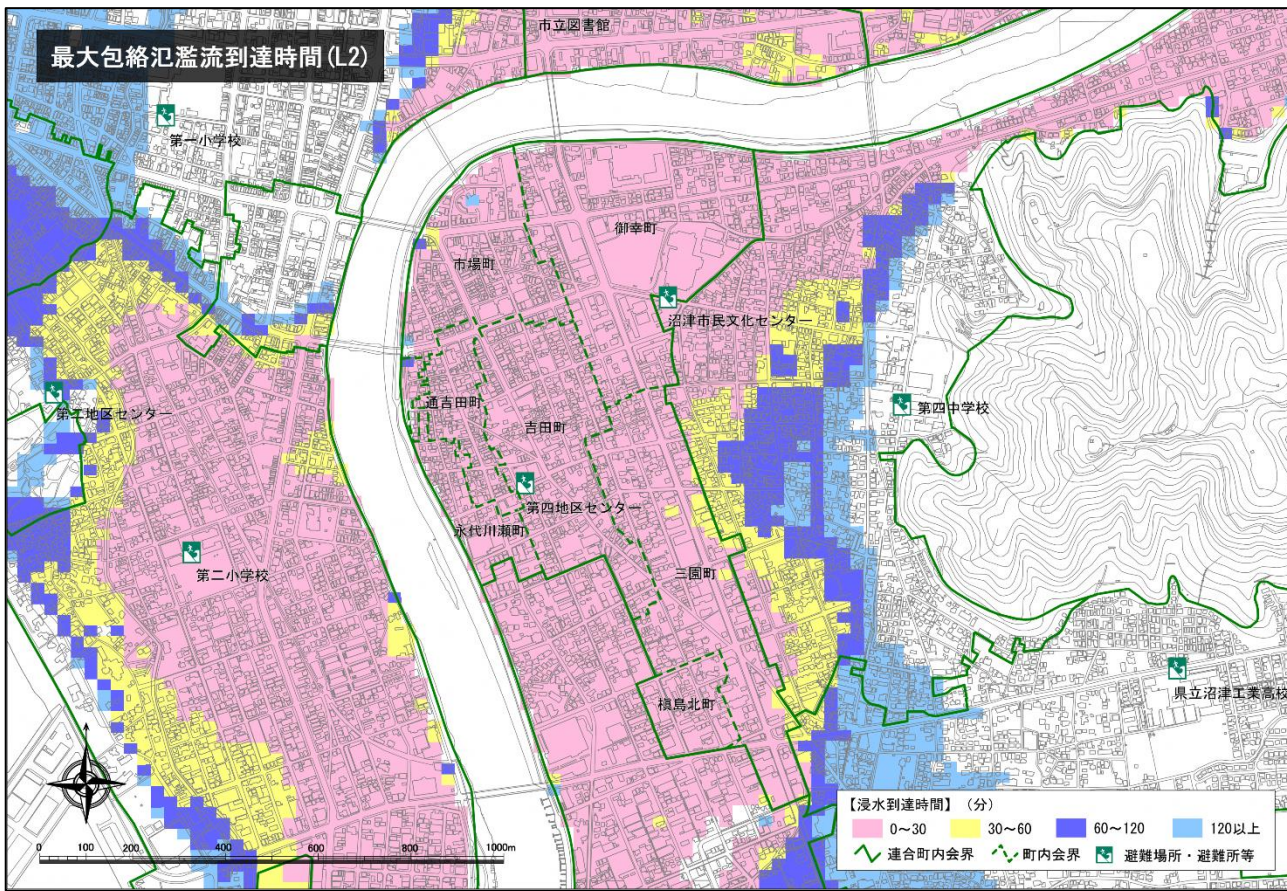 最大包絡氾濫流到達時間(L2)
市立図書館
第一小学校
御幸町
市場町
沼津市民文化センター
通吉田町
吉田町
第二地区センター
第四中学校
第四地区センター
永代川瀬町
第二小学校
三園町
槇島北町
県立沼津工業高校
0 100 200 400 600 800 1000m
【浸水到達時間】(分)
0~30 30~60 60~120 120以上
連合町内会界 町内会界 避難場所・避難所等